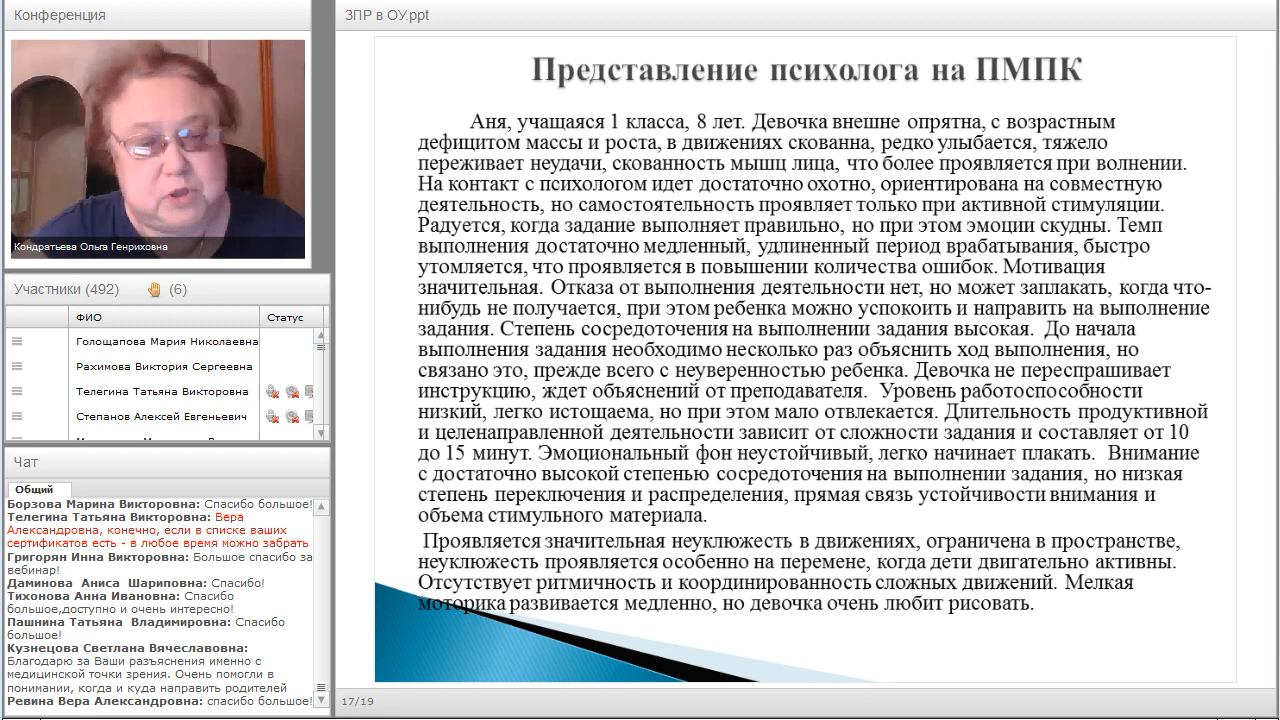 Конференция
Кондратьева Ольга Генриховна
Участники (492)
(6)
ФИО
Статус
Голощапова Мария Николаевна
Рахимова Виктория Сергеевна
Телегина Татьяна Викторовна
Степанов Алексей Евгеньевич
Чат
Общий
Борзова Марина Викторовна: Спасибо большое!
Телегина Татьяна Викторовна: Вера
Александровна, конечно, если в списке ваших
сертификатов есть - в любое время можно забрать
Григорян Инна Викторовна: Большое спасибо за
вебинар!
Даминова Аниса Шариповна: Спасибо!
Тихонова Анна Ивановна: Спасибо
большое,доступно и очень интересно!
Пашнина Татьяна Владимировна: Спасибо
большое!
Кузнецова Светлана Вячеславовна:
Благодарю за Ваши разъяснения именно с
медицинской точки зрения. Очень помогли в
понимании, когда и куда направить родителей
Ревина Вера Александровна: спасибо большое!
ЗПР в ОУ.ppt
Представление психолога на ПМПК
Аня, учащаяся 1 класса, 8 лет. Девочка внешне опрятна, с возрастным
дефицитом массы и роста, в движениях скованна, редко улыбается, тяжело
переживает неудачи, скованность мышц лица, что более проявляется при волнении.
На контакт с психологом идет достаточно охотно, ориентирована на совместную
деятельность, но самостоятельность проявляет только при активной стимуляции.
Радуется, когда задание выполняет правильно, но при этом эмоции скудны. Темп
выполнения достаточно медленный, удлиненный период врабатывания, быстро
утомляется, что проявляется в повышении количества ошибок. Мотивация
значительная. Отказа от выполнения деятельности нет, но может заплакать, когда что-
нибудь не получается, при этом ребенка можно успокоить и направить на выполнение
задания. Степень сосредоточения на выполнении задания высокая. До начала
выполнения задания необходимо несколько раз объяснить ход выполнения, но
связано это, прежде всего с неуверенностью ребенка. Девочка не переспрашивает
инструкцию, ждет объяснений от преподавателя. Уровень работоспособности
низкий, легко истощаема, но при этом мало отвлекается. Длительность продуктивной
и целенаправленной деятельности зависит от сложности задания и составляет от 10
до 15 минут. Эмоциональный фон неустойчивый, легко начинает плакать. Внимание
с достаточно высокой степенью сосредоточения на выполнении задания, но низкая
степень переключения и распределения, прямая связь устойчивости внимания и
объема стимульного материала.
Проявляется значительная неуклюжесть в движениях, ограничена в пространстве,
неуклюжесть проявляется особенно на перемене, когда дети двигательно активны.
Отсутствует ритмичность и координированность сложных движений. Мелкая
моторика развивается медленно, но девочка очень любит рисовать.
17/19